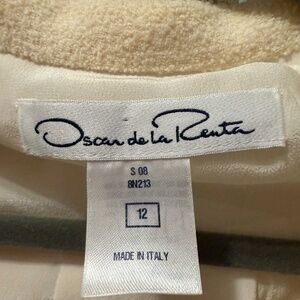 Oscar de la Renta
S 08
8N213
12
MADE IN ITALY